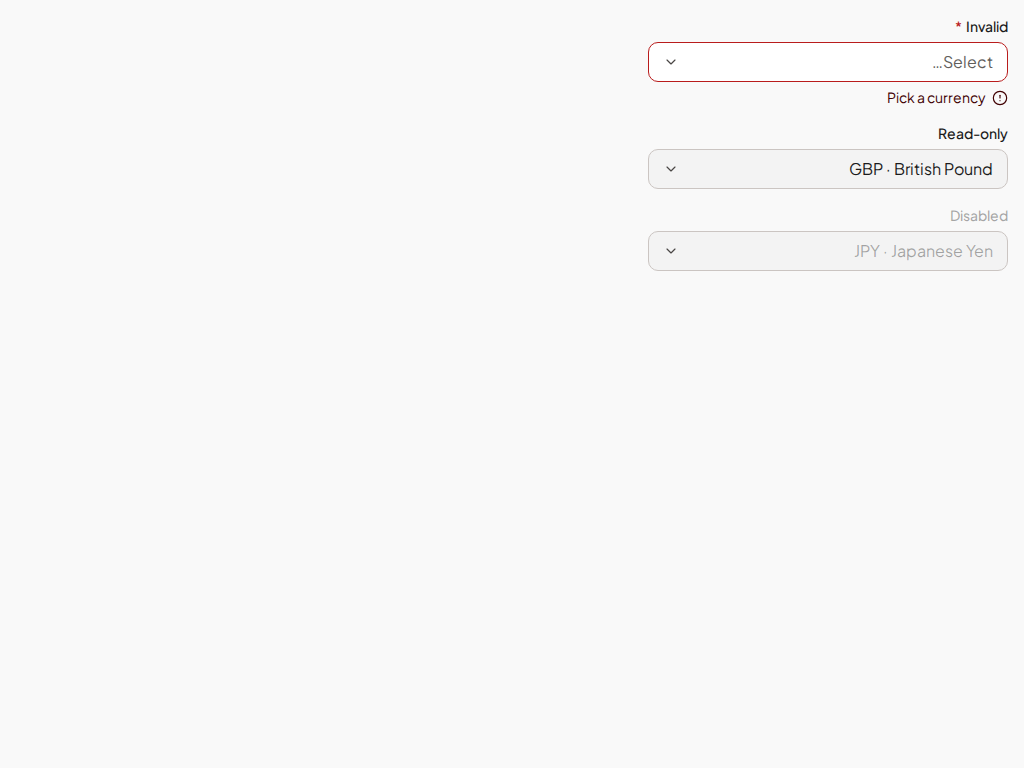 Invalid *
Select…
Pick a currency
Read-only
GBP · British Pound
Disabled
JPY · Japanese Yen